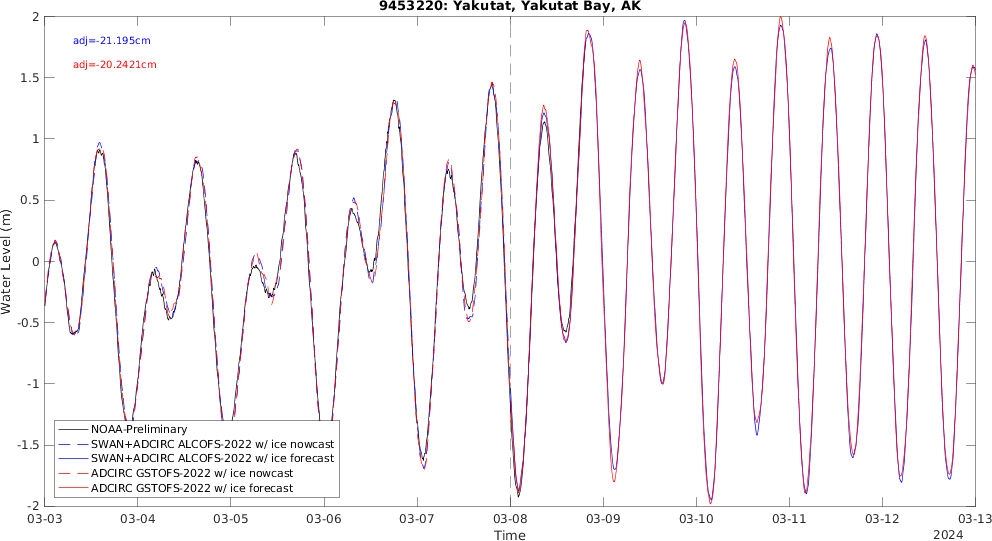 9453220: Yakutat, Yakutat Bay, AK
adj=-21.195cm
adj=-20.2421cm
Water Level (m)
2
1.5
1
0.5
0
-0.5
-1
-1.5
-2
NOAA-Preliminary
SWAN+ADCIRC ALCOFS-2022 w/ ice nowcast
SWAN+ADCIRC ALCOFS-2022 w/ ice forecast
ADCIRC GSTOFS-2022 w/ ice nowcast
ADCIRC GSTOFS-2022 w/ ice forecast
03-03 03-04 03-05 03-06 03-07 03-08 03-09 03-10 03-11 03-12 03-13
Time
2024